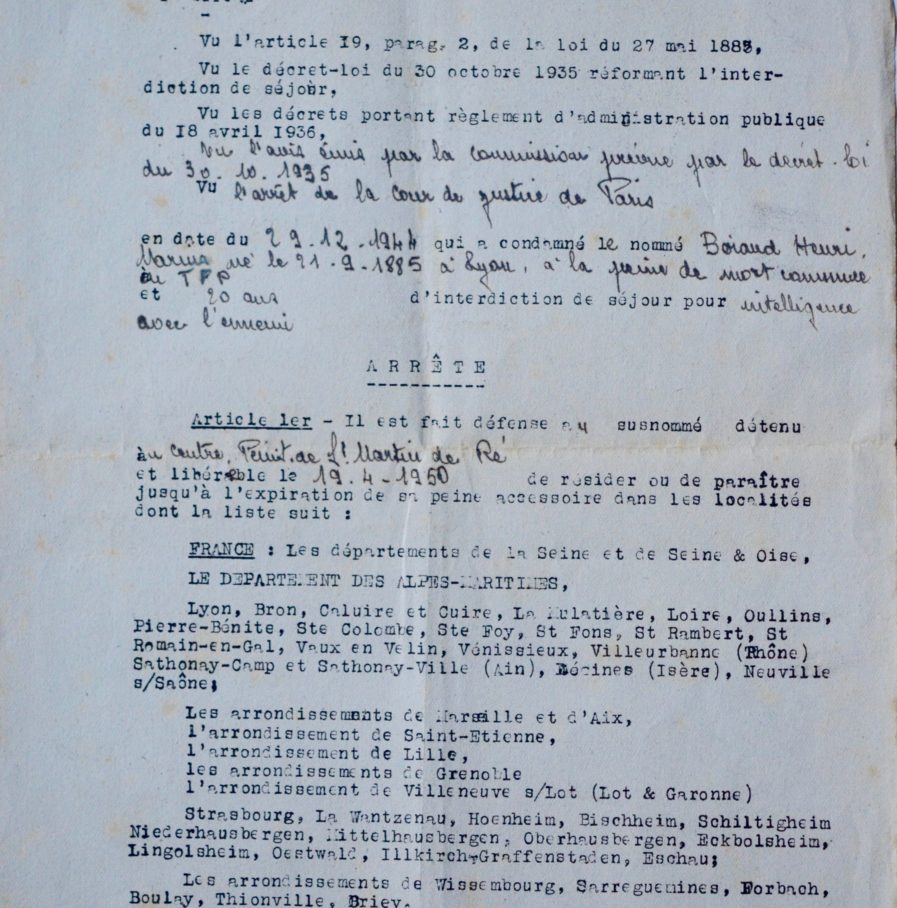 Vu l'article 19, parag. 2, de la loi du 27 mai 1885,
Vu le décret-loi du 30 octobre 1935 réformant l'inter-
diction de séjour,
Vu les décrets portant règlement d'administration publique
du 18 avril 1936,
Vu l'avis émis par la commission prévue par le décret-loi
du 30.10.1935
Vu l'arrêt de la cour de justice de Paris
en date du 29.12.1944 qui a condamné le nommé Boiaud Henri,
Marius né le 21.9.1885 à Lyon, à la peine de mort commuée
en TFP
et 20 ans d'interdiction de séjour pour intelligence
avec l'ennemi
ARRÊTE
Article 1er - Il est fait défense au susnommé détenu
au Centre Pénit. de St Martin de Ré
et libérable le 19.4-1950 de résider ou de paraître
jusqu'à l'expiration de sa peine accessoire dans les localités
dont la liste suit :
FRANCE : Les départements de la Seine et de Seine & Oise,
LE DEPARTEMENT DES ALPES-MARITIMES,
Lyon, Bron, Caluire et Cuire, La Mulatière, Loire, Oullins,
Pierre-Bénite, Ste Colombe, Ste Foy, St Fons, St Rambert, St
Romain-en-Gal, Vaux en Velin, Vénissieux, Villeurbanne (Rhône)
Sathonay-Camp et Sathonay-Ville (Ain), Décines (Isère), Neuville
s/Saône;
Les arrondissements de Marseille et d'Aix,
l'arrondissement de Saint-Etienne,
l'arrondissement de Lille,
les arrondissements de Grenoble
l'arrondissement de Villeneuve s/Lot (Lot & Garonne)
Strasbourg, La Wantzenau, Hoenheim, Bischheim, Schiltigheim
Niederhausbergen, Mittelhausbergen, Oberhausbergen, Eckbolsheim,
Lingolsheim, Oestwald, Illkirch-Graffenstaden, Eschau;
Les arrondissements de Wissembourg, Sarreguemines, Forbach,
Boulay, Thionville, Briey.